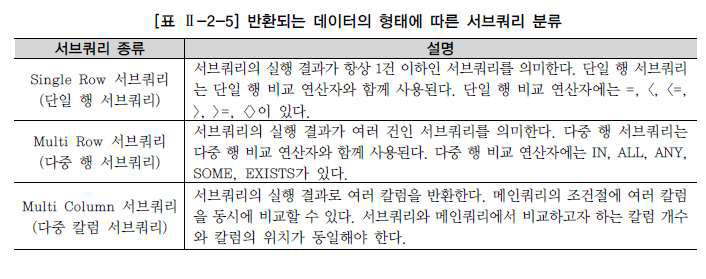 [표 Ⅱ-2-5] 반환되는 데이터의 형태에 따른 서브쿼리 분류
서브쿼리 종류
설명
Single Row 서브쿼리
(단일 행 서브쿼리)
서브쿼리의 실행 결과가 항상 1건 이하인 서브쿼리를 의미한다. 단일 행 서브쿼리
는 단일 행 비교 연산자와 함께 사용된다. 단일 행 비교 연산자에는 =, <, <=,
>, >=, <>이 있다.
Multi Row 서브쿼리
(다중 행 서브쿼리)
서브쿼리의 실행 결과가 여러 건인 서브쿼리를 의미한다. 다중 행 서브쿼리는
다중 행 비교 연산자와 함께 사용된다. 다중 행 비교 연산자에는 IN, ALL, ANY,
SOME, EXISTS가 있다.
Multi Column 서브쿼리
(다중 칼럼 서브쿼리)
서브쿼리의 실행 결과로 여러 칼럼을 반환한다. 메인쿼리의 조건절에 여러 칼럼
을 동시에 비교할 수 있다. 서브쿼리와 메인쿼리에서 비교하고자 하는 칼럼 개수
와 칼럼의 위치가 동일해야 한다.